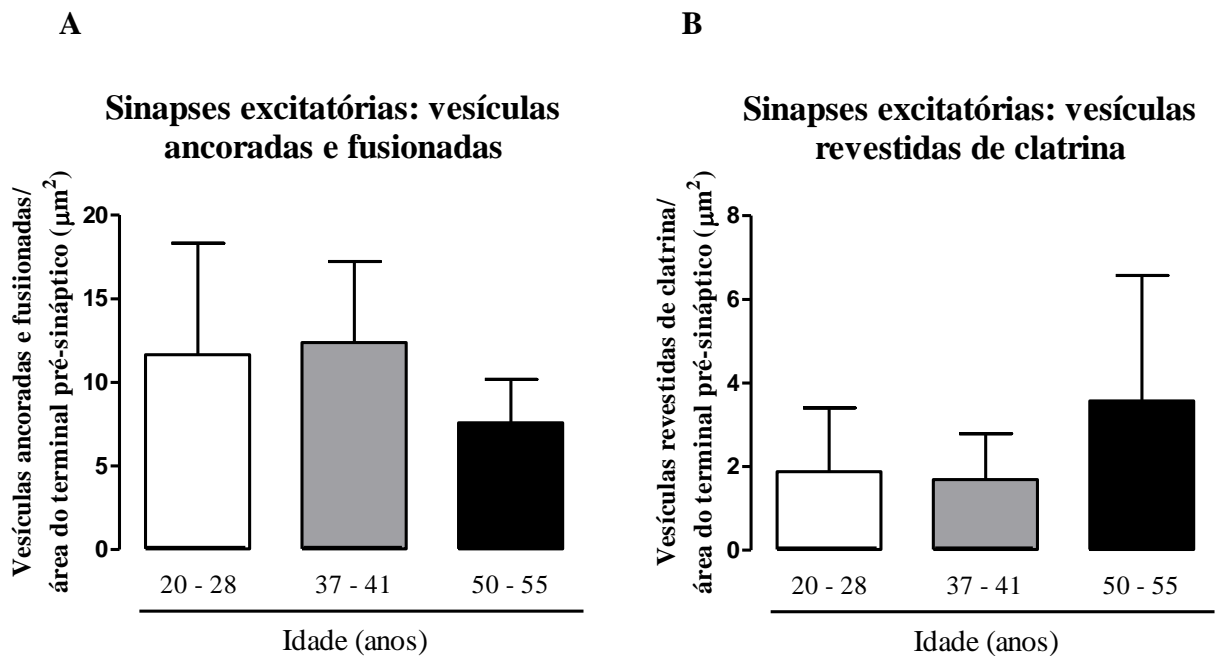 A
Sinapses excitatórias: vesículas
ancoradas e fusionadas
Vesículas ancoradas e fusiionadas/
área do terminal pré-sináptico (μm²)
20
15
10
5
0
20 - 28
37 - 41
50 - 55
Idade (anos)
B
Sinapses excitatórias: vesículas
revestidas de clatrina
Vesículas revestidas de clatrina/
área do terminal pré-sináptico (μm²)
8
6
4
2
0
20 - 28
37 - 41
50 - 55
Idade (anos)